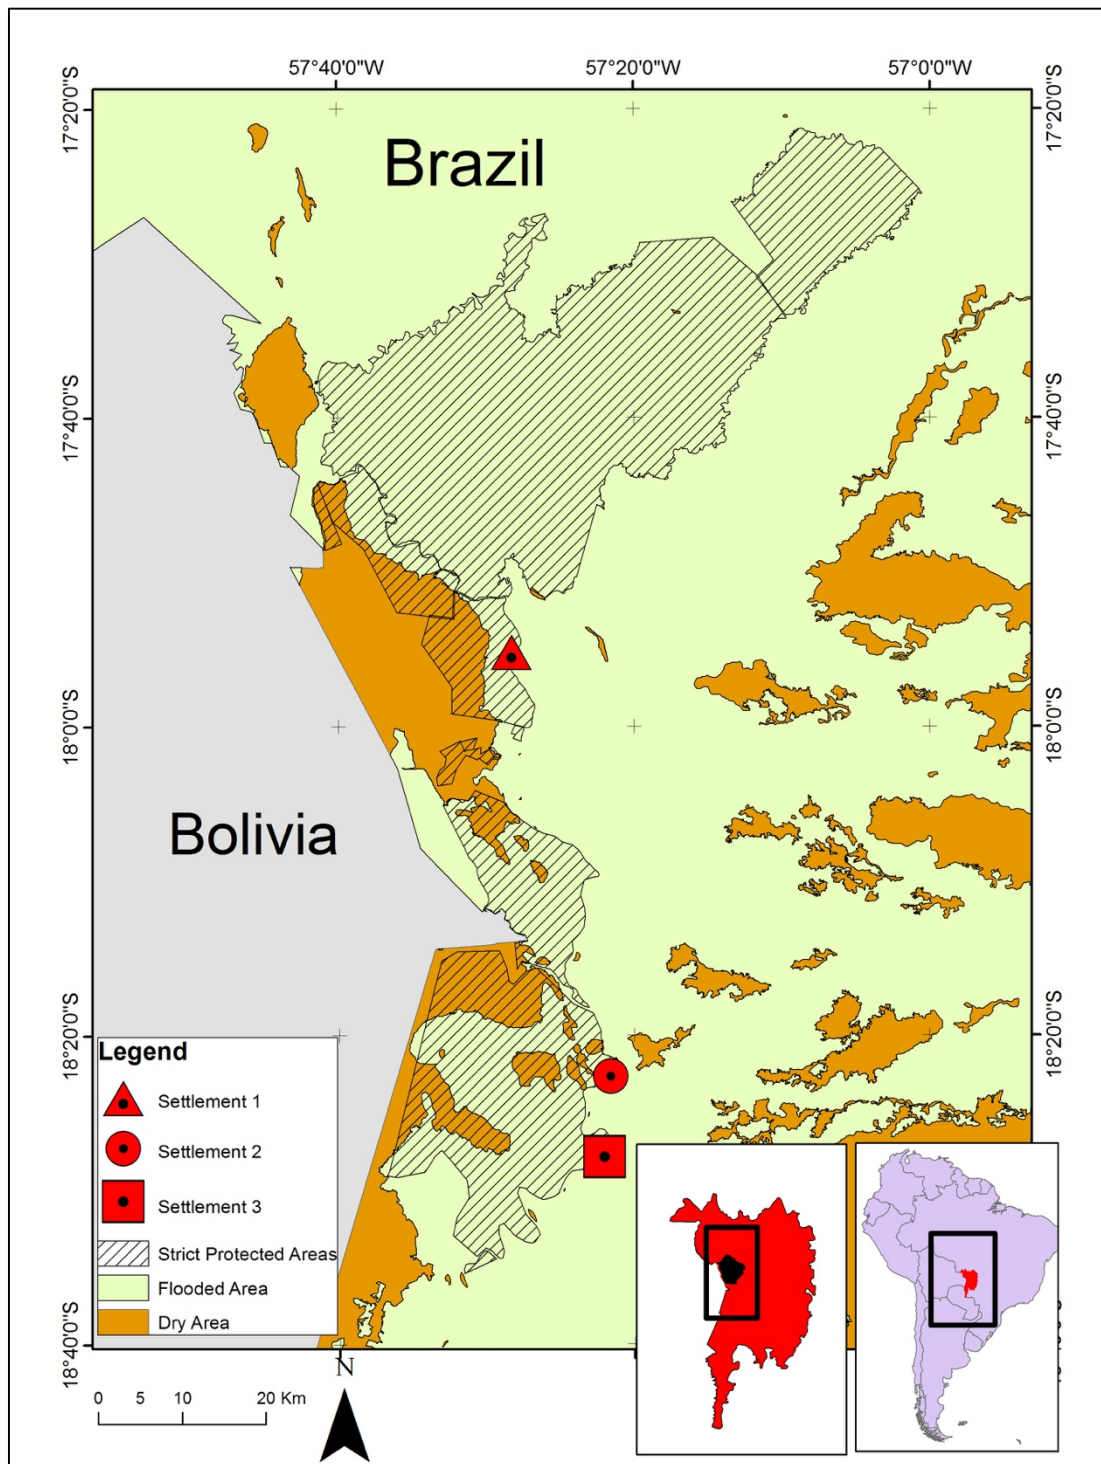 57°40'0"W 57°20'0"W 57°0'0"W
17°20'0"S 17°20'0"S
Brazil
17°40'0"S 17°40'0"S
18°0'0"S 18°0'0"S
Bolivia
18°20'0"S 18°20'0"S
Legend
Settlement 1
Settlement 2
Settlement 3
Strict Protected Areas
Flooded Area
Dry Area
18°40'0"S
N
0 5 10 20 Km